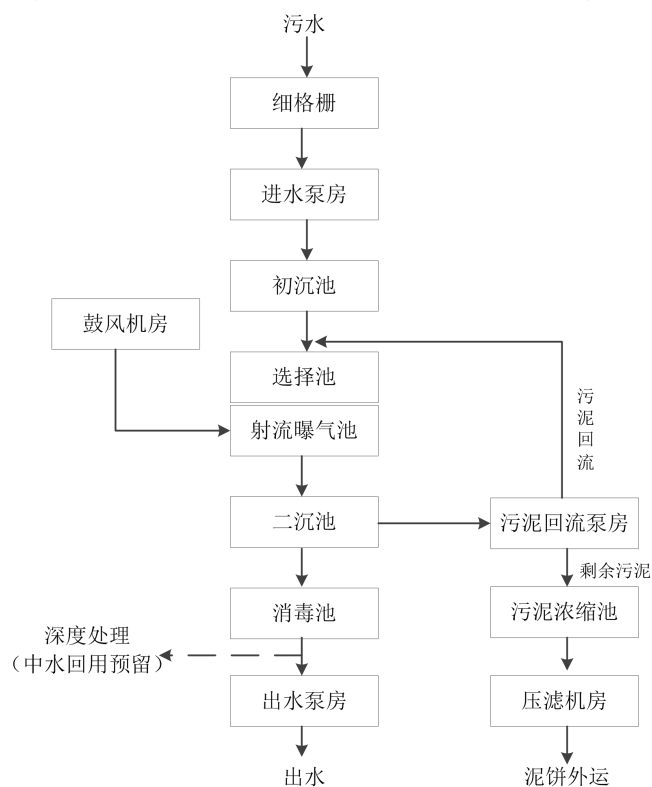 污水
细格栅
进水泵房
初沉池
鼓风机房
选择池
射流曝气池
污泥回流
二沉池
污泥回流泵房
剩余污泥
消毒池
污泥浓缩池
深度处理
（中水回用预留）
出水泵房
压滤机房
出水
泥饼外运